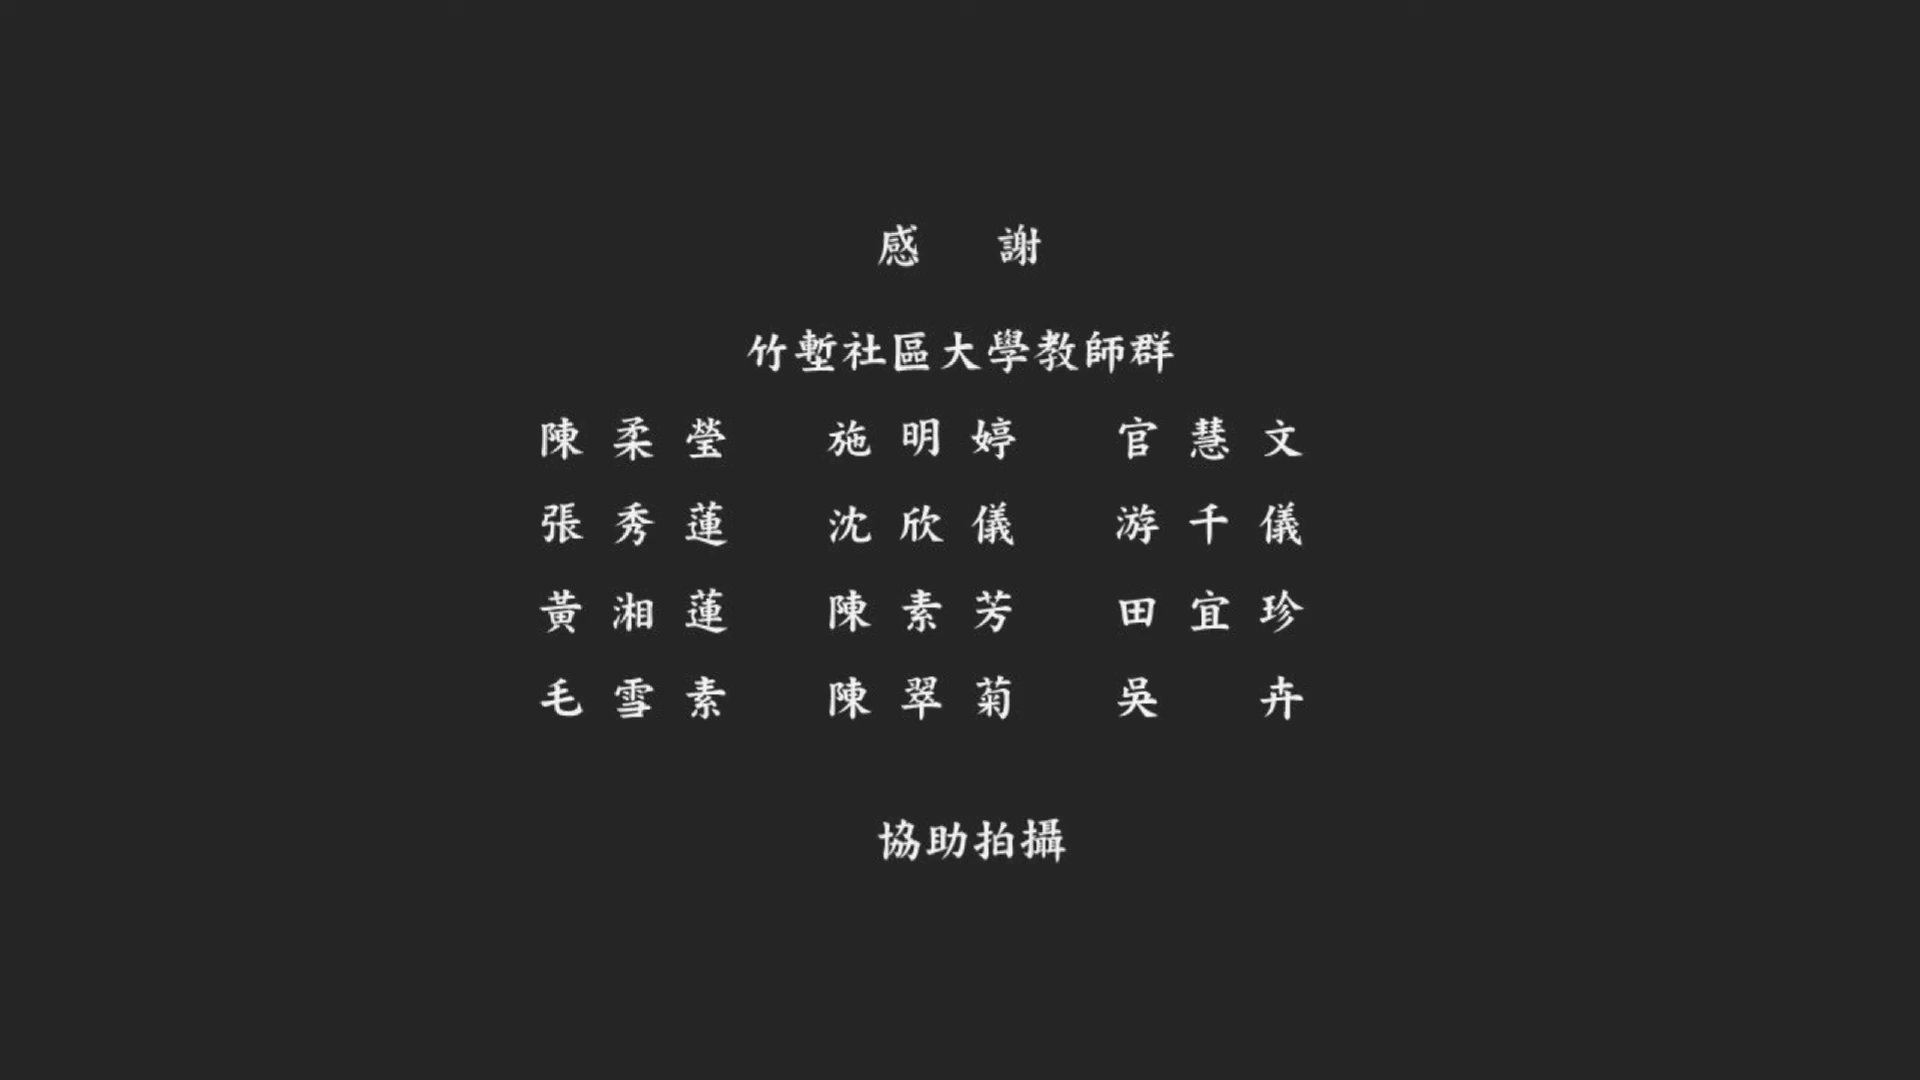 感　謝
竹塹社區大學教師群
陳柔瑩　施明婷　官慧文
張秀蓮　沈欣儀　游千儀
黃湘蓮　陳素芳　田宜珍
毛雪素　陳翠菊　吳　卉
協助拍攝